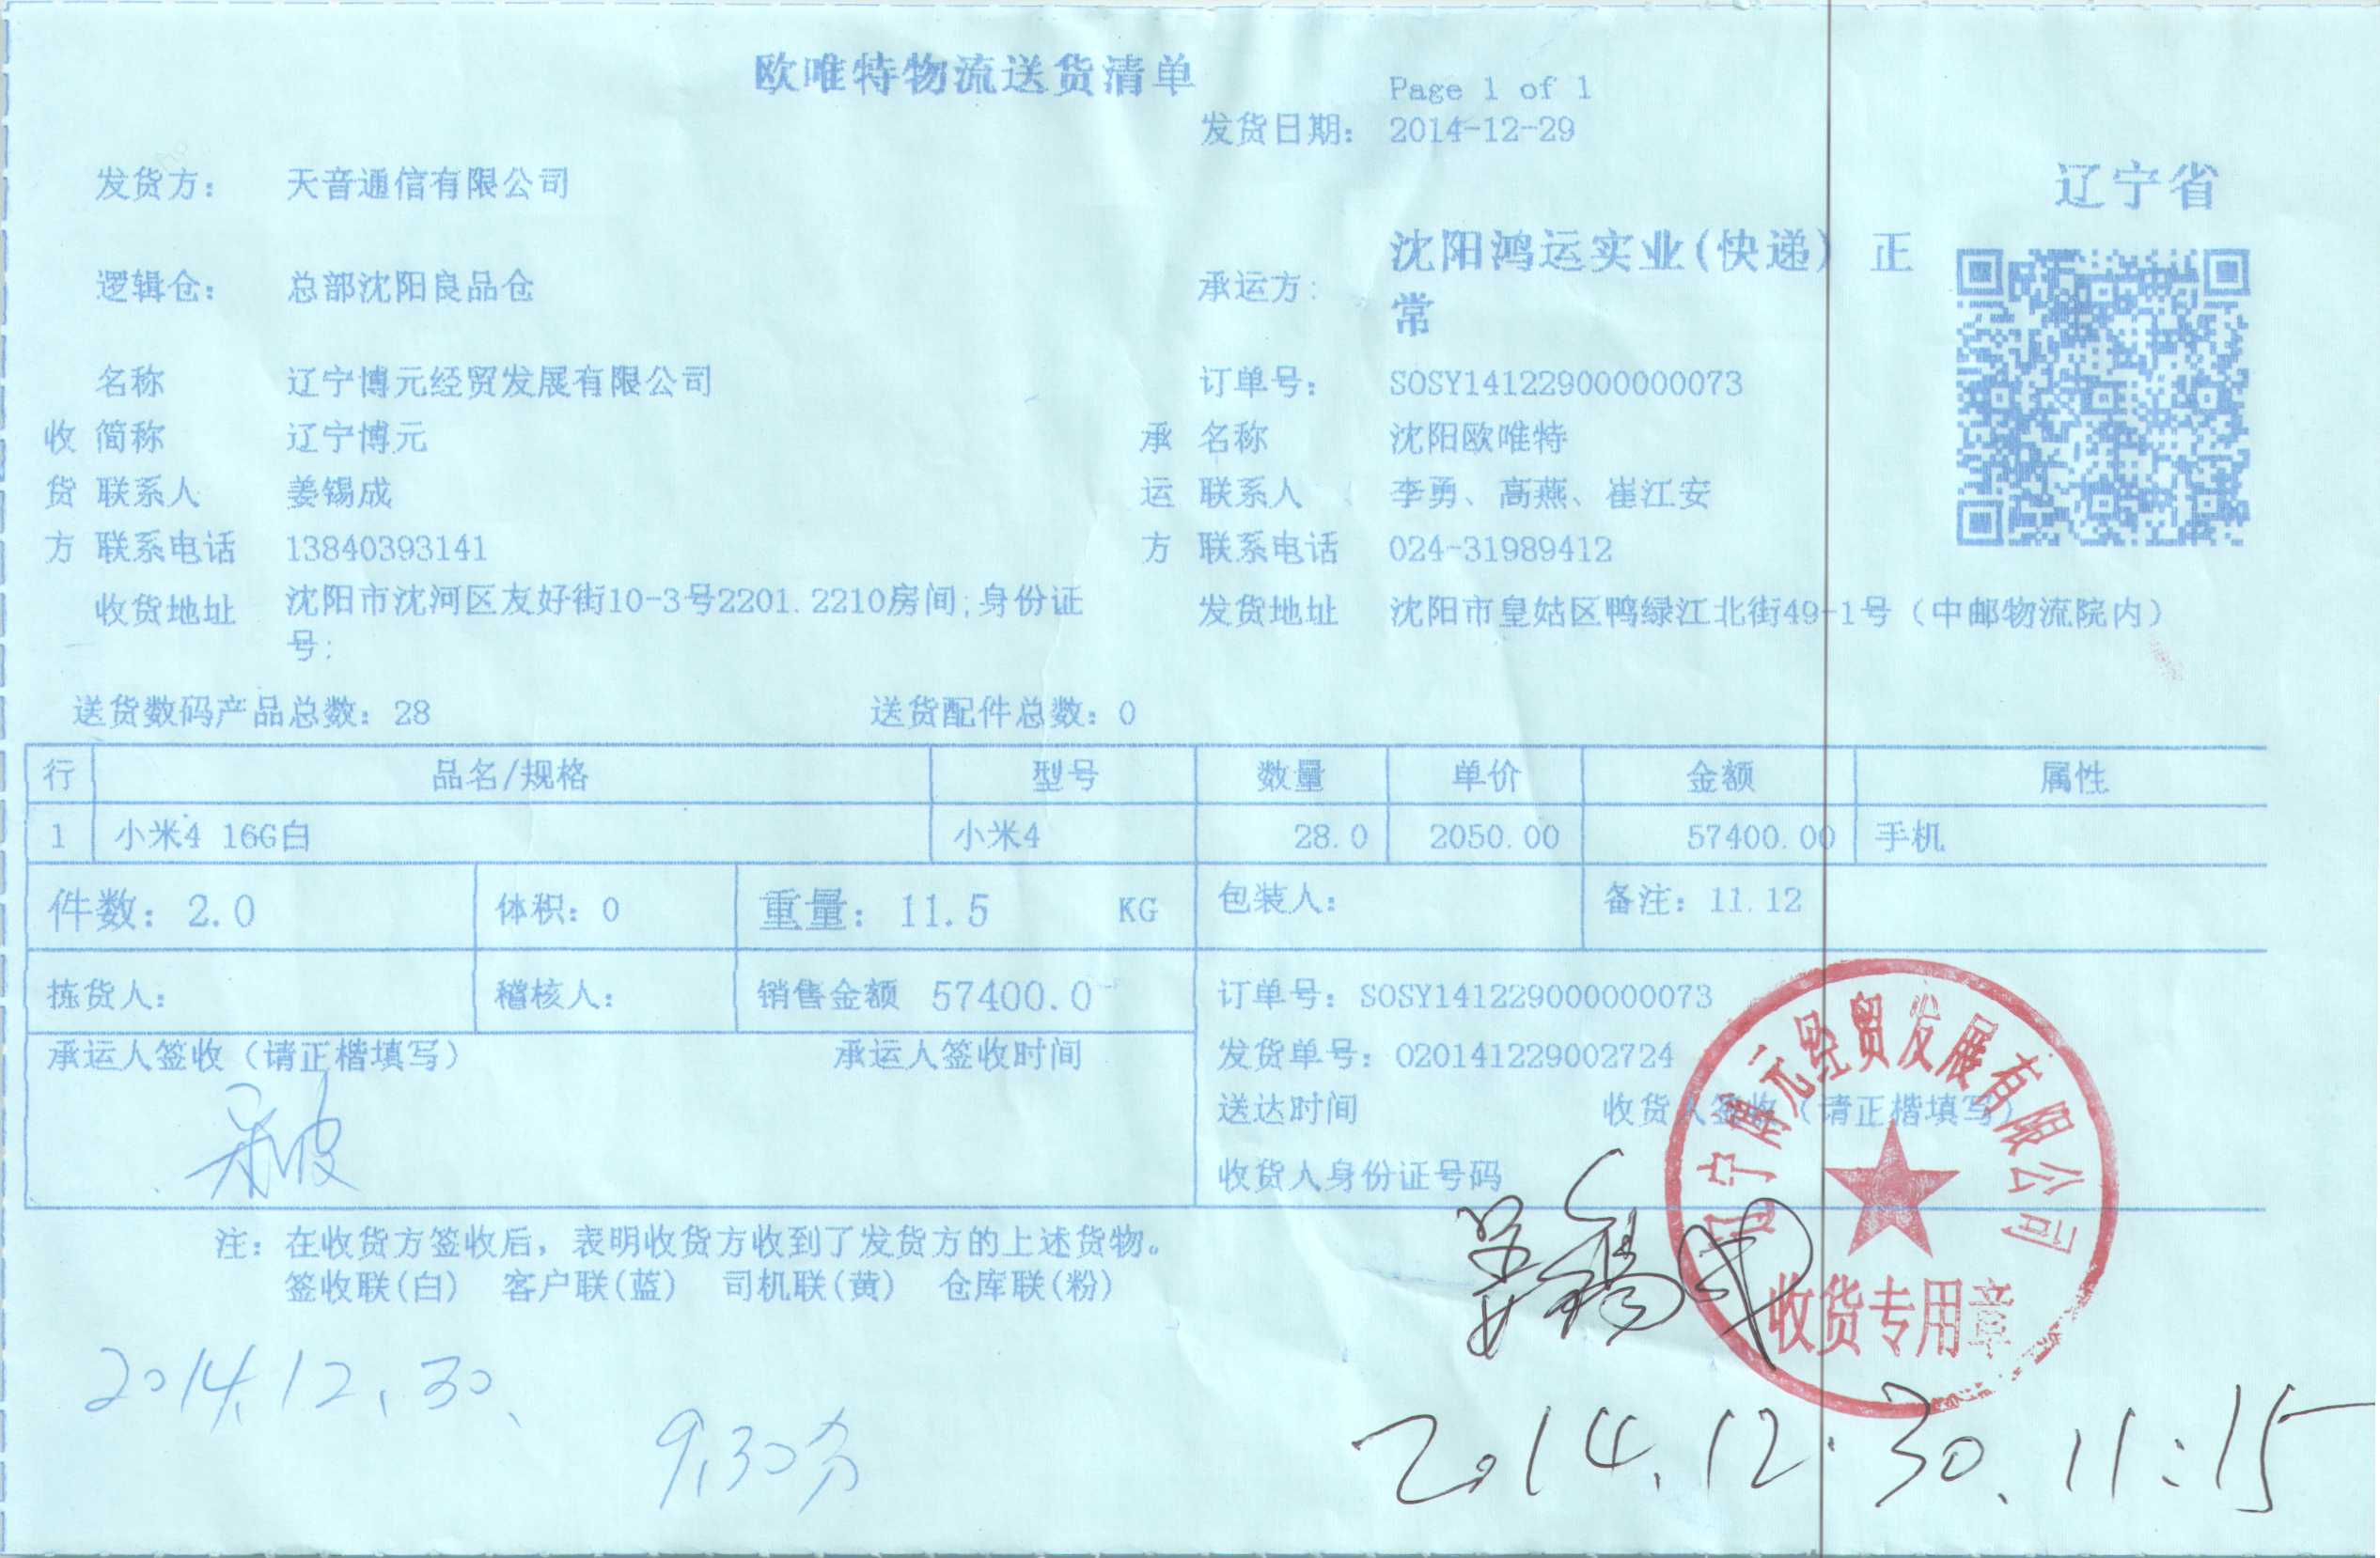 欧唯特物流送货清单
Page 1 of 1
发货日期： 2014-12-29
发货方： 天音通信有限公司
辽宁省
逻辑仓： 总部沈阳良品仓
承运方： 沈阳鸿运实业(快递) 正
常
名称 辽宁博元经贸发展有限公司 订单号： SOSY141229000000073
收 简称 辽宁博元 承 名称 沈阳欧唯特
货 联系人 姜锡成 运 联系人 李勇、高燕、崔江安
方 联系电话 13840393141 方 联系电话 024-31989412
收货地址 沈阳市沈河区友好街10-3号2201.2210房间;身份证
号：
发货地址 沈阳市皇姑区鸭绿江北街49-1号（中邮物流院内）
送货数码产品总数：28 送货配件总数：0
行 品名/规格 型号 数量 单价 金额 属性
1 小米4 16G白 小米4 28.0 2050.00 57400.00 手机
件数：2.0 体积：0 重量：11.5 KG 包装人： 备注：11.12
拣货人： 稽核人： 销售金额 57400.0 订单号：SOSY141229000000073
承运人签收（请正楷填写） 承运人签收时间 发货单号：O20141229002724
送达时间 收货人签收（请正楷填写）
收货人身份证号码
辽宁博元经贸发展有限公司
收货专用章
姜锡成
注：在收货方签收后，表明收货方收到了发货方的上述货物。
签收联(白) 客户联(蓝) 司机联(黄) 仓库联(粉)
2014.12.30.
9.30分
2014.12.30.11:15